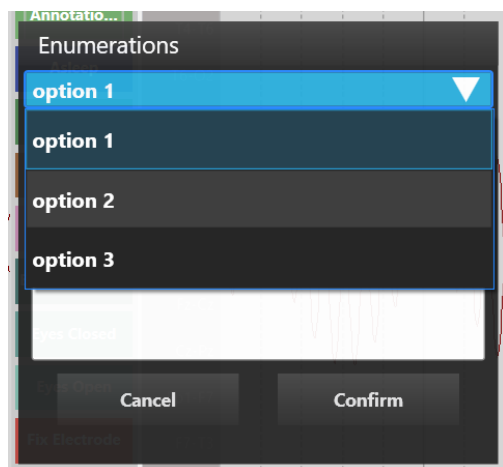 Annotatio...
Enumerations
option 1
option 1
option 2
option 3
Eyes Closed
Eyes Open
Cancel
Confirm
Fix Electrode